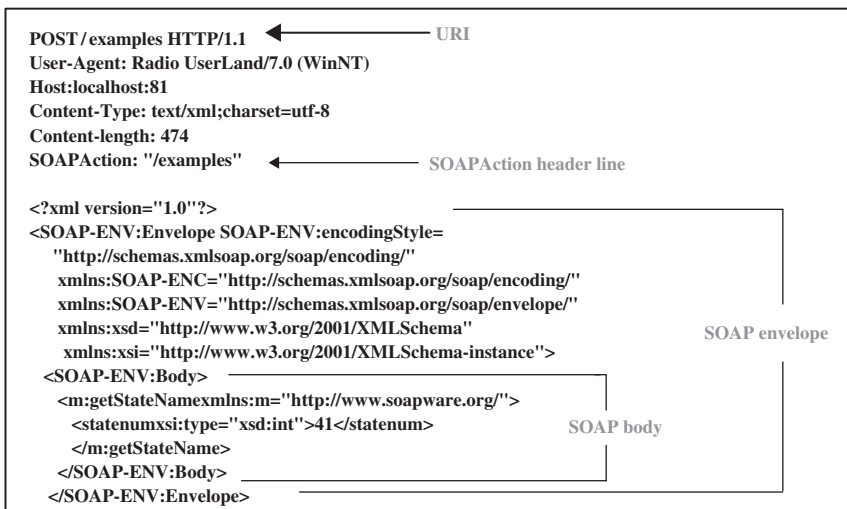 POST/examples HTTP/1.1 URI
User-Agent: Radio UserLand/7.0 (WinNT)
Host:localhost:81
Content-Type: text/xml;charset=utf-8
Content-length: 474
SOAPAction: "/examples" SOAPAction header line
<?xml version="1.0"?>
<SOAP-ENV:Envelope SOAP-ENV:encodingStyle=
"http://schemas.xmlsoap.org/soap/encoding/"
xmlns:SOAP-ENC="http://schemas.xmlsoap.org/soap/encoding/"
xmlns:SOAP-ENV="http://schemas.xmlsoap.org/soap/envelope/"
xmlns:xsd="http://www.w3.org/2001/XMLSchema"
SOAP envelope
xmlns:xsi="http://www.w3.org/2001/XMLSchema-instance">
<SOAP-ENV:Body>
<m:getStateNamexmlns:m="http://www.soapware.org/">
<statenumxsi:type="xsd:int">41</statenum>
SOAP body
</m:getStateName>
</SOAP-ENV:Body>
</SOAP-ENV:Envelope>